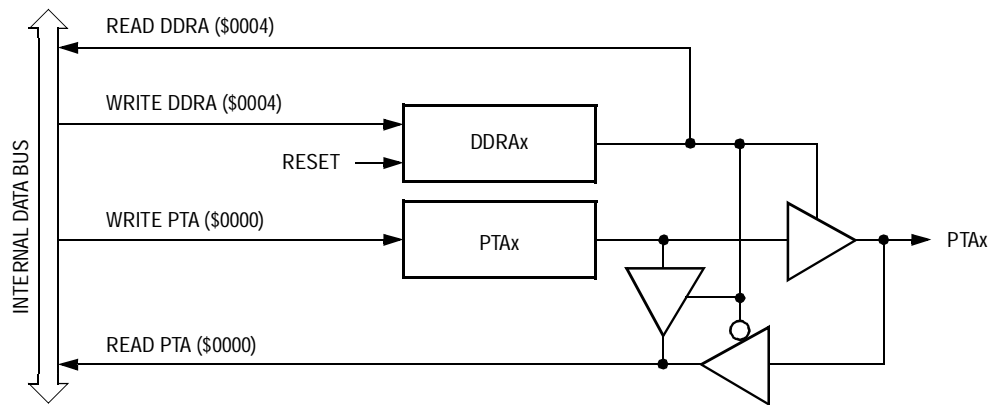 READ DDRA ($0004)
WRITE DDRA ($0004)
DDRAx
RESET
INTERNAL DATA BUS
WRITE PTA ($0000)
PTAx
PTAx
READ PTA ($0000)